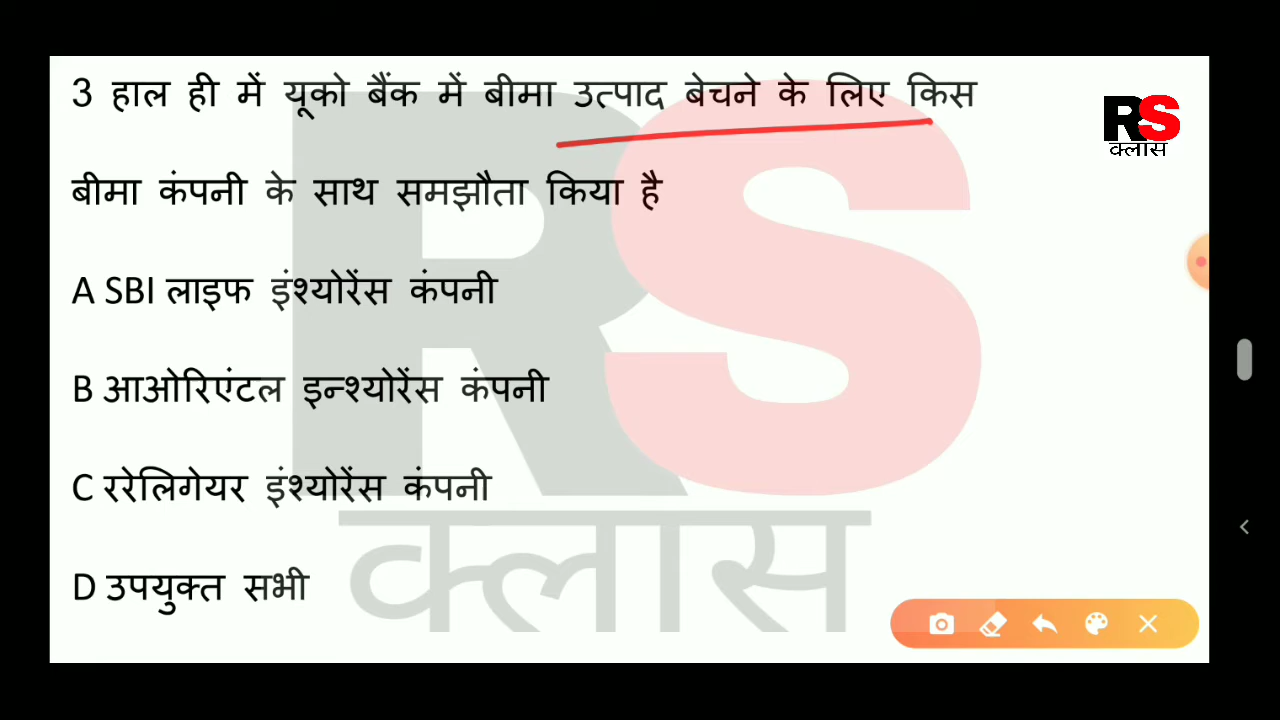 3 हाल ही में यूको बैंक में बीमा उत्पाद बेचने के लिए किस
RS
क्लास
बीमा कंपनी के साथ समझौता किया है
A SBI लाइफ इंश्योरेंस कंपनी
B आओरिएंटल इन्श्योरेंस कंपनी
C ररेलिगेयर इंश्योरेंस कंपनी
D उपयुक्त सभी
RS
क्लास